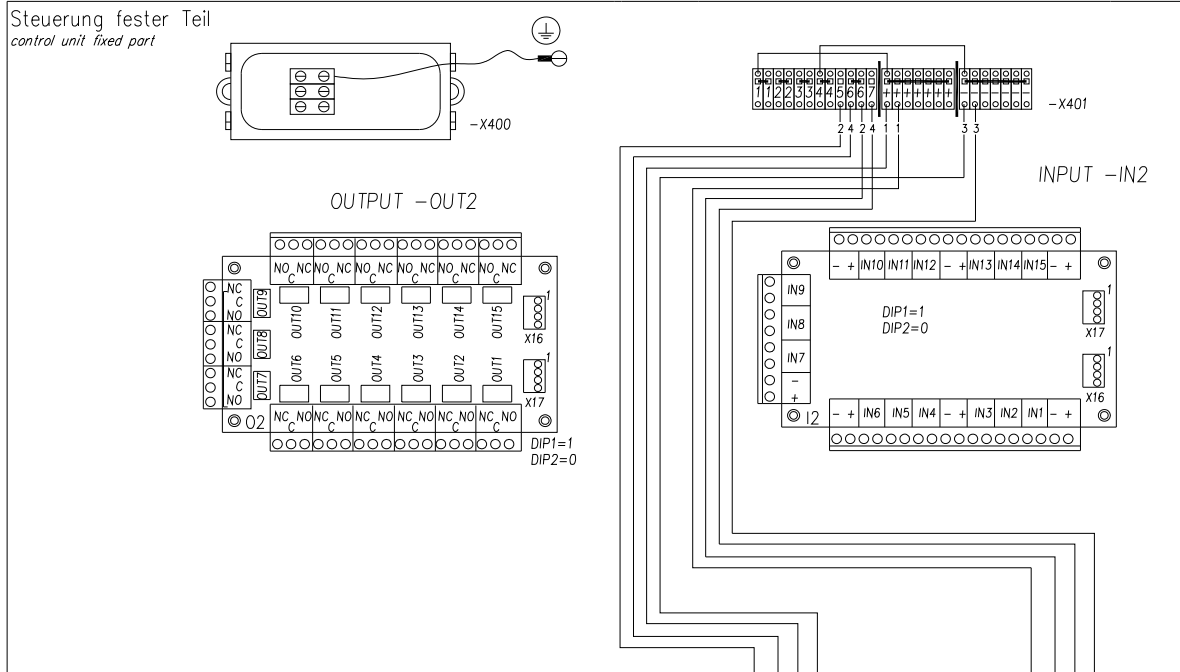 Steuerung fester Teil
control unit fixed part
-X400
1 1 2 2 3 3 4 4 5 6 6 7 + + + + + + + - - - - - - -
-X401
2 4 2 4 1 1 3 3
INPUT -IN2
OUTPUT -OUT2
NO NC NO NC NO NC NO NC NO NC NO NC
C C C C C C
OUT10 OUT11 OUT12 OUT13 OUT14 OUT15
NC
C
NO
OUT9
NC
C
NO
OUT8
NC
C
NO
OUT7
1
X16
OUT6 OUT5 OUT4 OUT3 OUT2 OUT1
1
X17
O2
NC NO NC NO NC NO NC NO NC NO NC NO
C C C C C C
DIP1=1
DIP2=0
- + IN10 IN11 IN12 - + IN13 IN14 IN15 - +
IN9
IN8
IN7
-
+
DIP1=1
DIP2=0
1
X17
1
X16
I2
- + IN6 IN5 IN4 - + IN3 IN2 IN1 - +